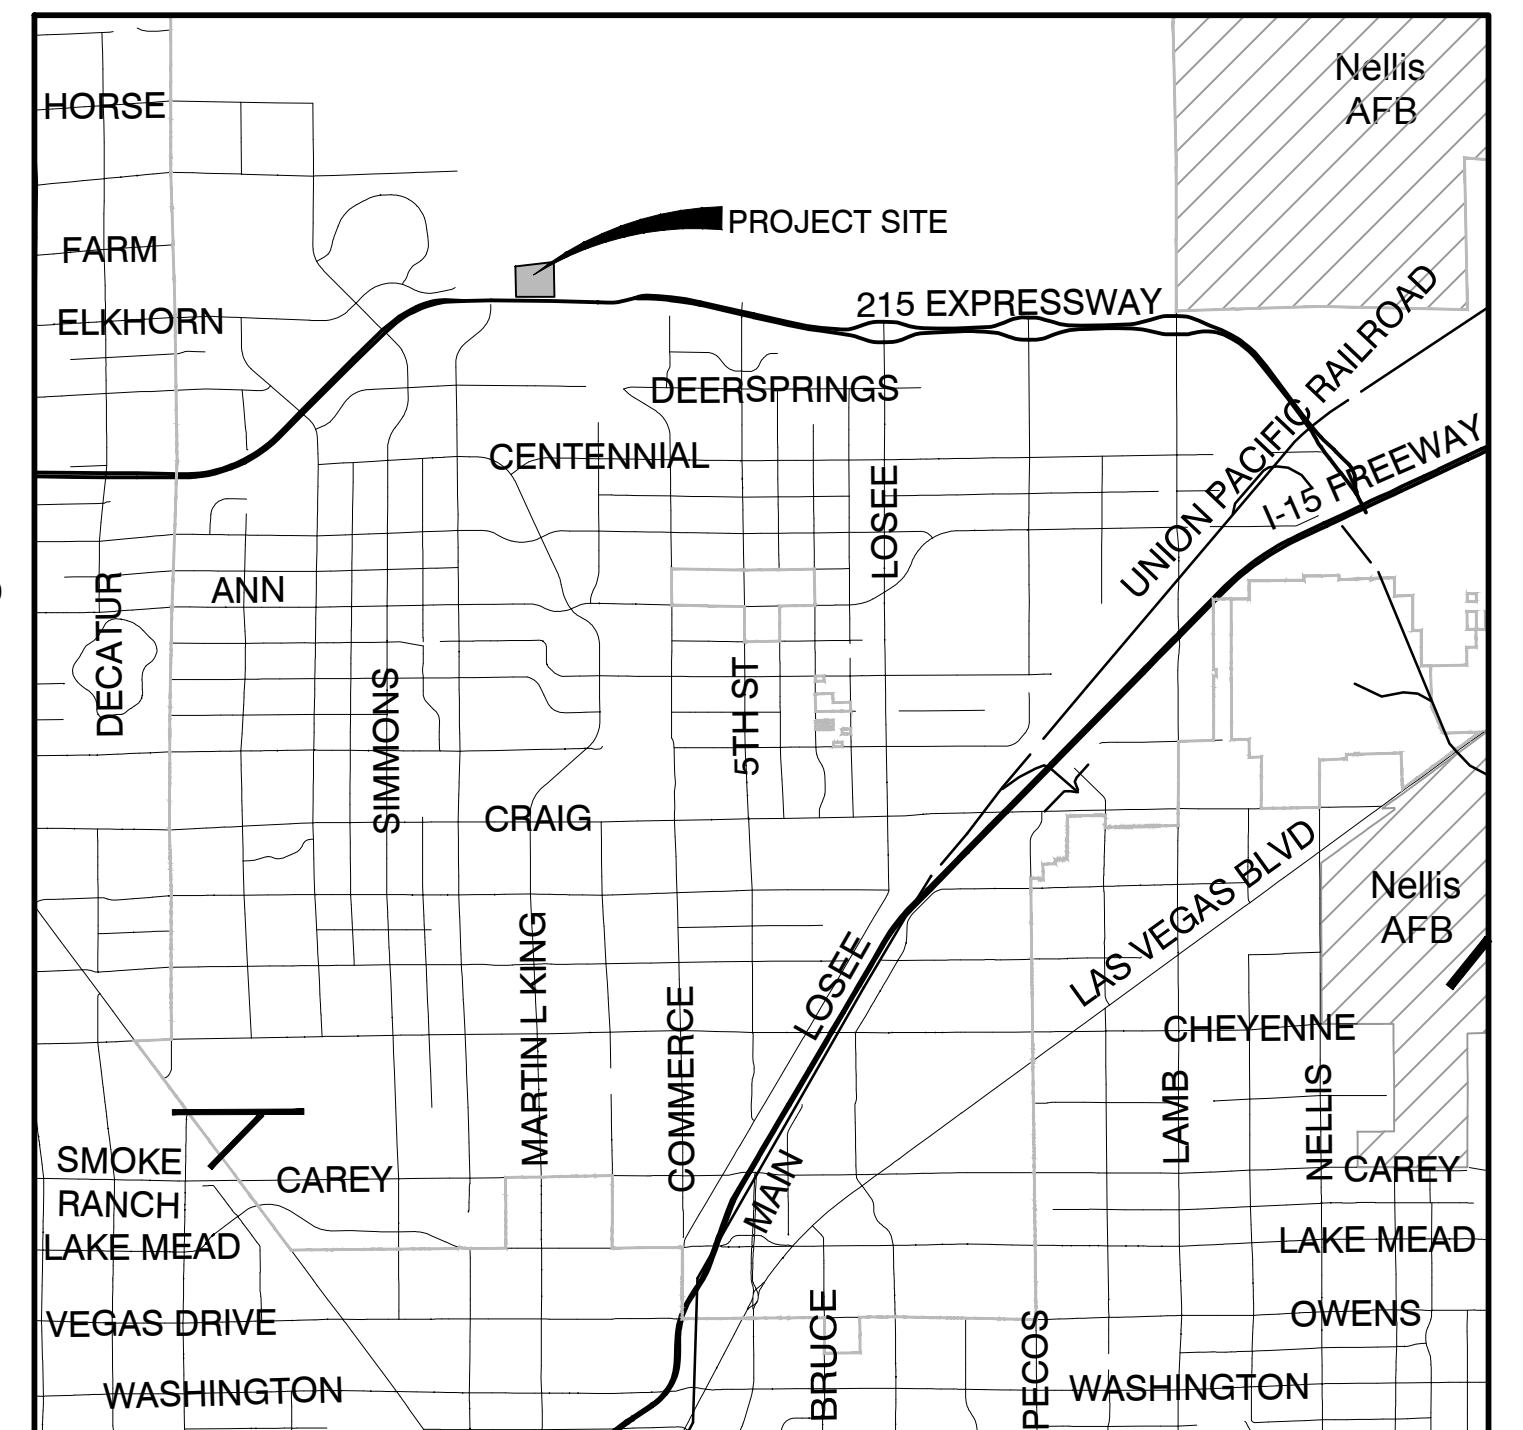 Nellis
AFB
HORSE
PROJECT SITE
FARM
215 EXPRESSWAY
ELKHORN
UNION PACIFIC RAILROAD
DEERSPRINGS
CENTENNIAL
I-15 FREEWAY
LOSEE
ANN
DECATUR
5TH ST
SIMMONS
CRAIG
LAS VEGAS BLVD
Nellis
AFB
MARTIN L KING
LOSEE
COMMERCE
CHEYENNE
LAMB
NELLIS
SMOKE
RANCH
CAREY
MAIN
CAREY
LAKE MEAD
LAKE MEAD
VEGAS DRIVE
BRUCE
PECOS
OWENS
WASHINGTON
WASHINGTON